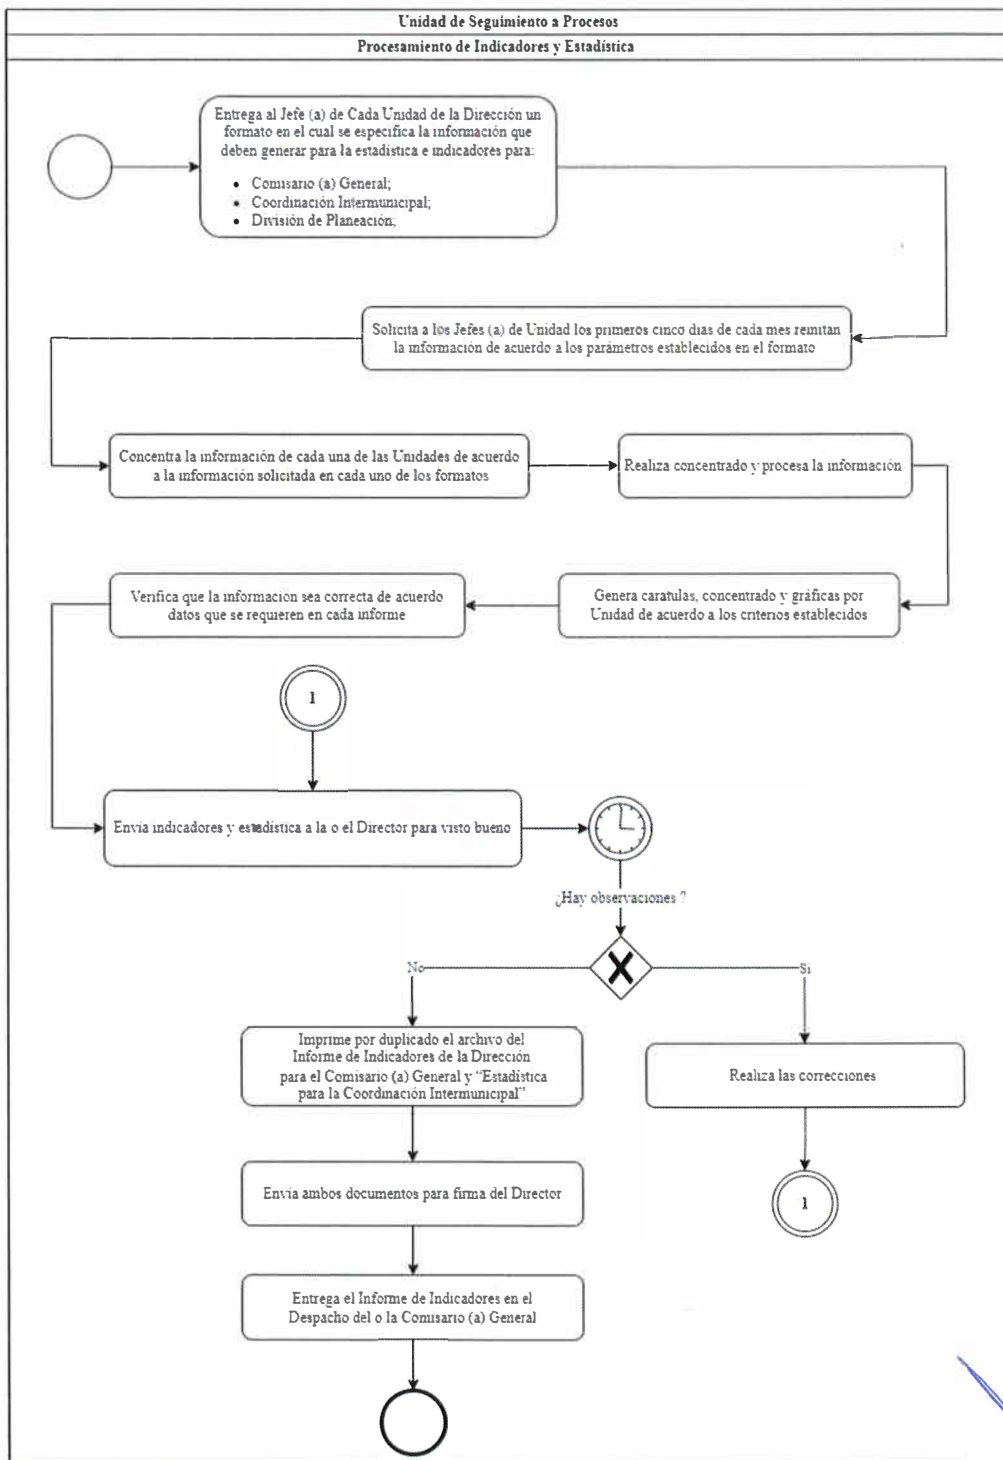 Unidad de Seguimiento a Procesos
Procesamiento de Indicadores y Estadística
Entrega al Jefe (a) de Cada Unidad de la Dirección un
formato en el cual se especifica la información que
deben generar para la estadística e indicadores para:
• Comisario (a) General;
• Coordinación Intermunicipal;
• División de Planeación;
Solicita a los Jefes (a) de Unidad los primeros cinco días de cada mes remitan
la información de acuerdo a los parámetros establecidos en el formato
Concentra la información de cada una de las Unidades de acuerdo
a la información solicitada en cada uno de los formatos
Realiza concentrado y procesa la información
Verifica que la información sea correcta de acuerdo
datos que se requieren en cada informe
Genera caratulas, concentrado y gráficas por
Unidad de acuerdo a los criterios establecidos
1
Envía indicadores y estadística a la o el Director para visto bueno
¿Hay observaciones ?
No
Si
Imprime por duplicado el archivo del
Informe de Indicadores de la Dirección
para el Comisario (a) General y “Estadística
para la Coordinación Intermunicipal”
Realiza las correcciones
Envía ambos documentos para firma del Director
1
Entrega el Informe de Indicadores en el
Despacho del o la Comisario (a) General